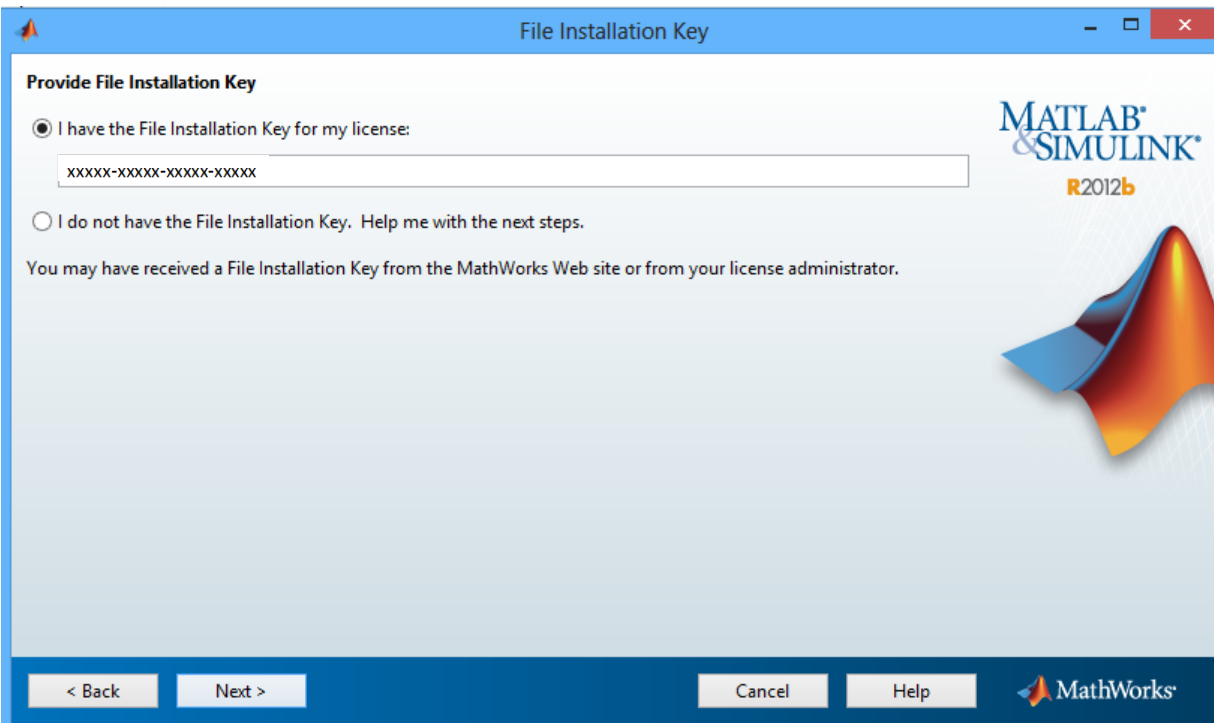 File Installation Key
Provide File Installation Key
I have the File Installation Key for my license:
xxxxx-xxxxx-xxxxx-xxxxx
I do not have the File Installation Key. Help me with the next steps.
You may have received a File Installation Key from the MathWorks Web site or from your license administrator.
MATLAB®
&SIMULINK®
R2012b
< Back
Next >
Cancel
Help
MathWorks®